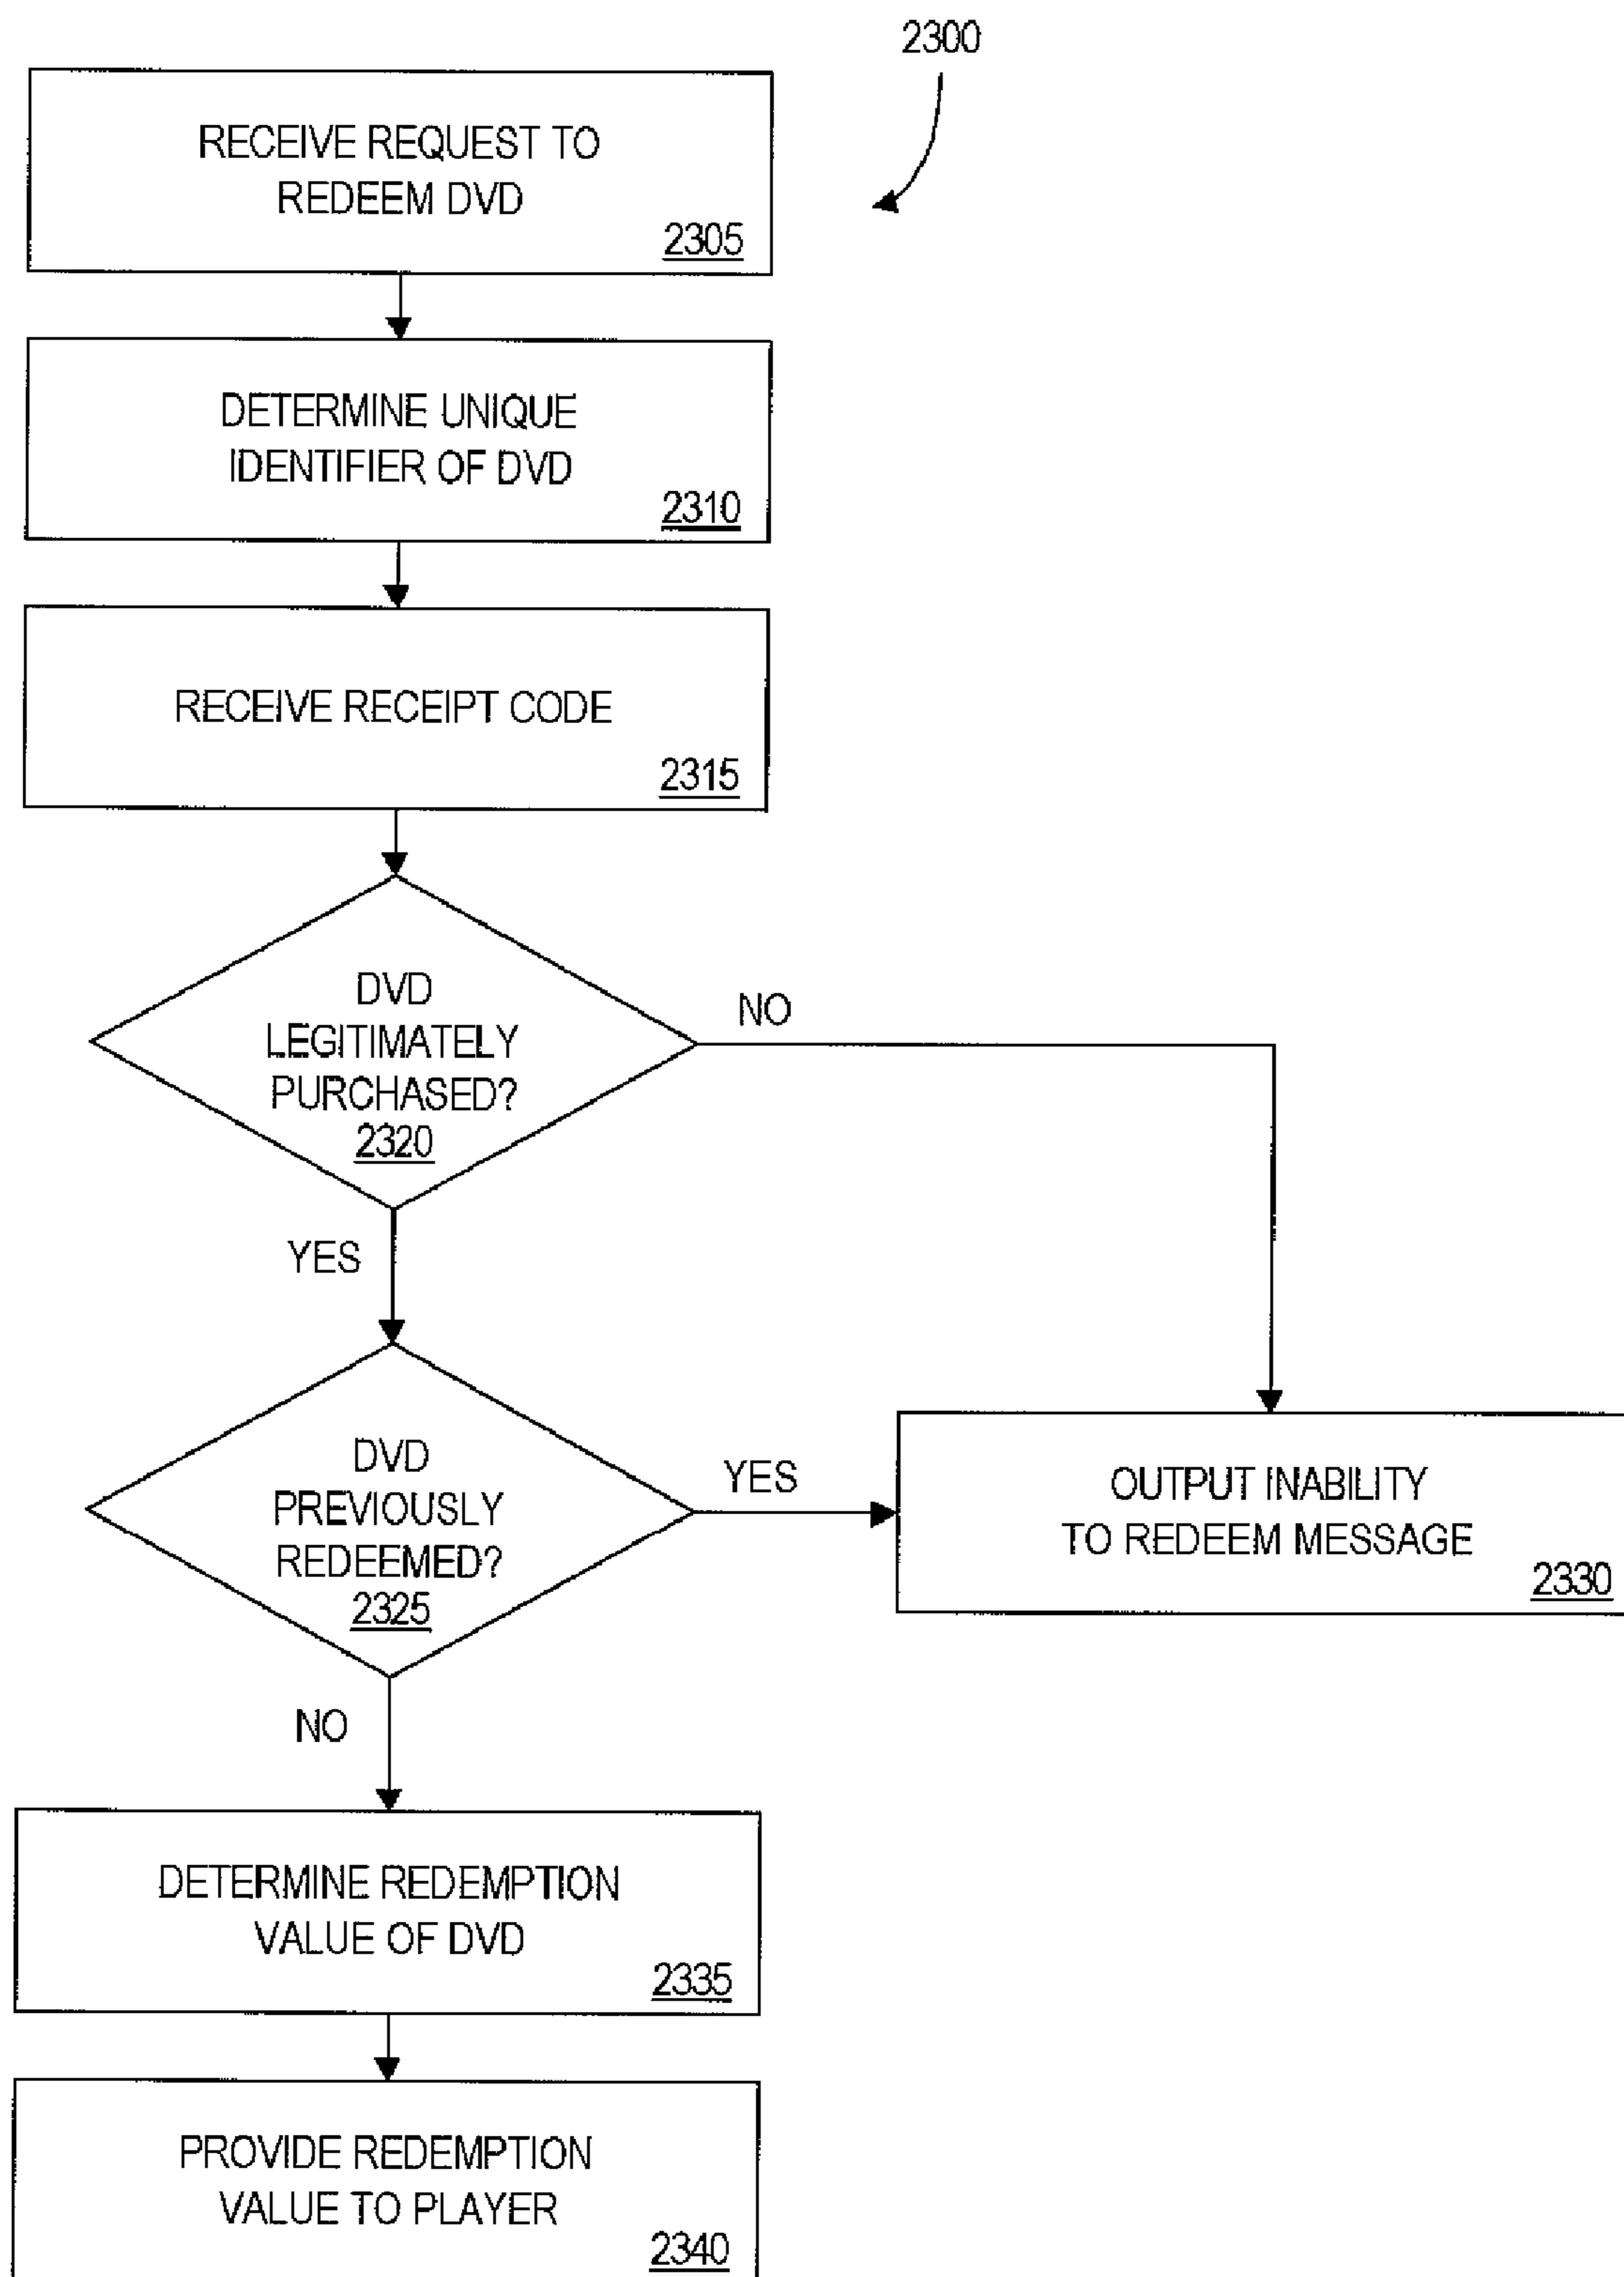 2300
RECEIVE REQUEST TO
REDEEM DVD
2305
DETERMINE UNIQUE
IDENTIFIER OF DVD
2310
RECEIVE RECEIPT CODE
2315
DVD
LEGITIMATELY
PURCHASED?
2320
NO
YES
DVD
PREVIOUSLY
REDEEMED?
2325
YES
OUTPUT INABILITY
TO REDEEM MESSAGE
2330
NO
DETERMINE REDEMPTION
VALUE OF DVD
2335
PROVIDE REDEMPTION
VALUE TO PLAYER
2340